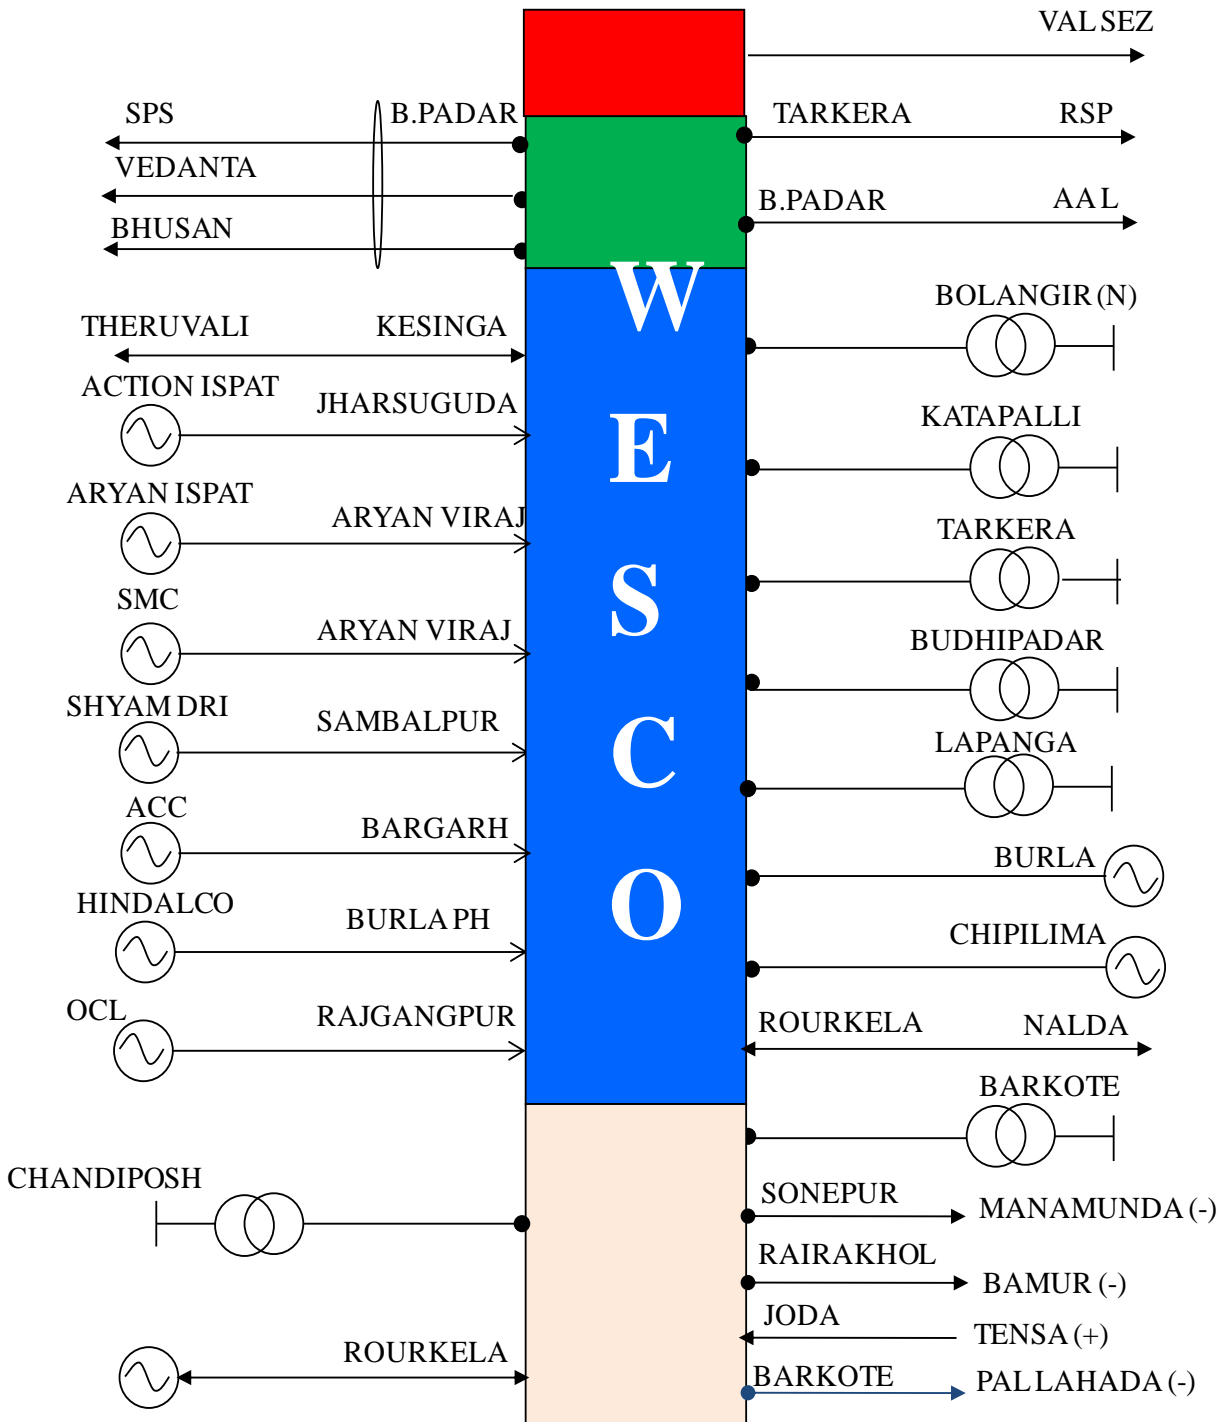 VAL SEZ
SPS B.PADAR TARKERA RSP
VEDANTA
B.PADAR AAL
BHUSAN
W
BOLANGIR (N)
THERUVALI KESINGA
ACTION ISPAT
JHARSUGUDA KATAPALLI
E
ARYAN ISPAT
ARYAN VIRAJ TARKERA
SMC
S
ARYAN VIRAJ BUDHIPADAR
SHYAM DRI
SAMBALPUR LAPANGA
C
ACC
BARGARH BURLA
HINDALCO
BURLA PH
O
CHIPILIMA
OCL RAJGANGPUR ROURKELA NALDA
BARKOTE
CHANDIPOSH
SONEPUR MANAMUNDA (-)
RAIRAKHOL
BAMUR (-)
JODA
TENSA (+)
ROURKELA
BARKOTE PALLAHADA (-)